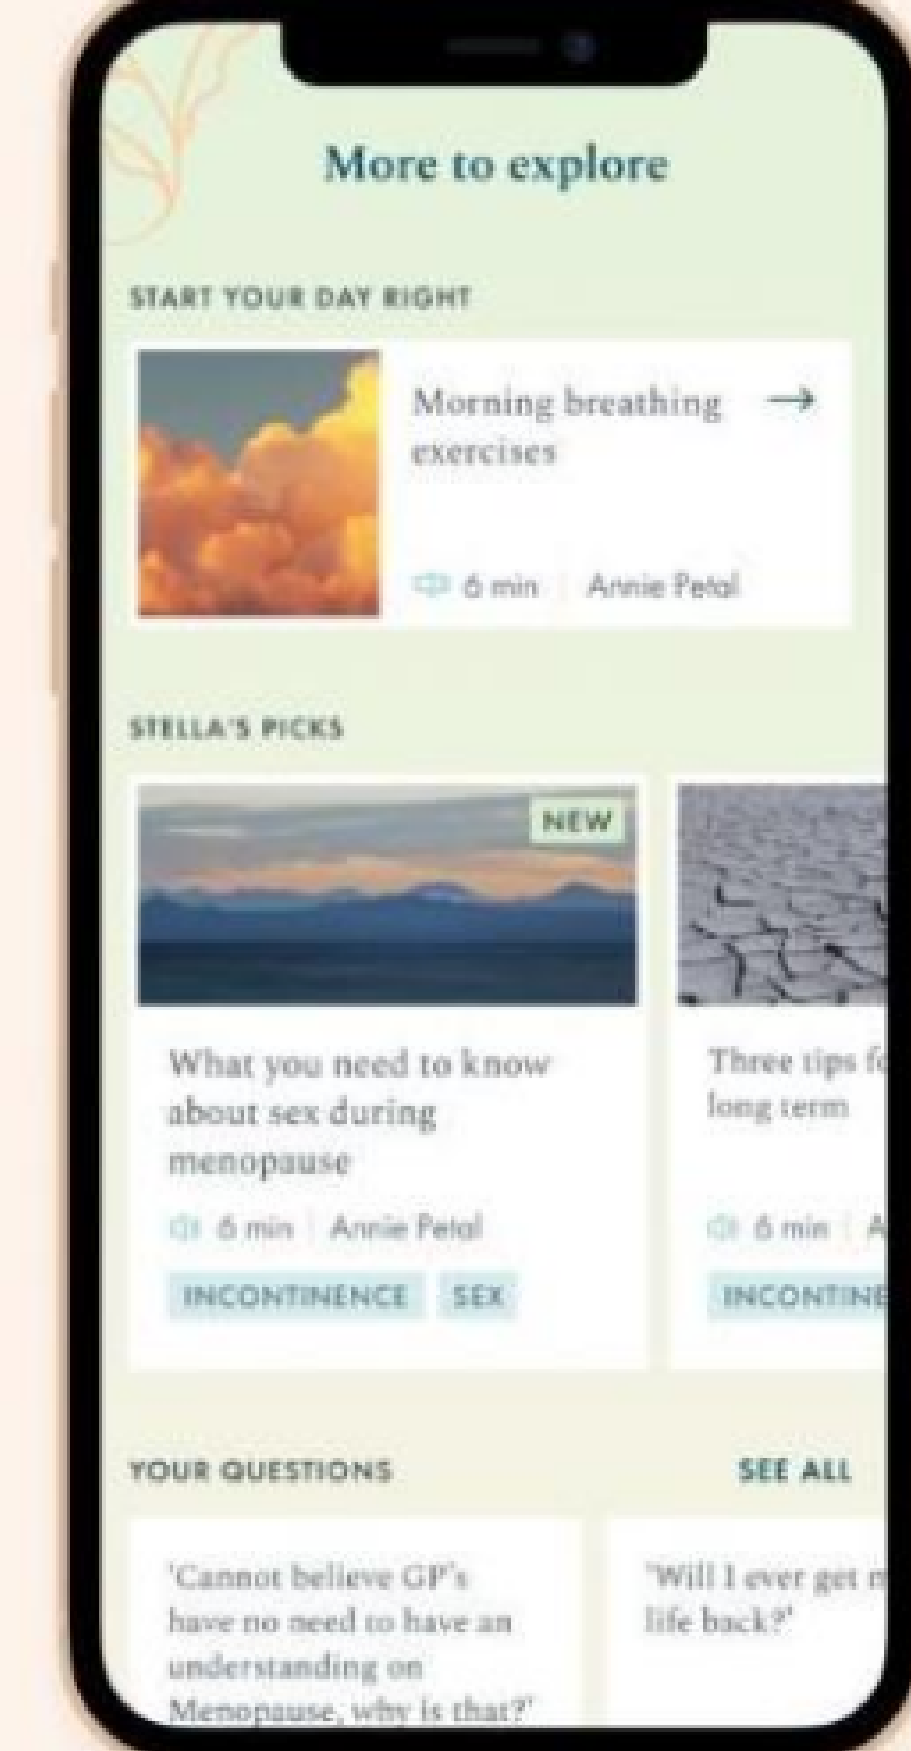 More to explore
START YOUR DAY RIGHT
Morning breathing
exercises
6 min
Annie Petal
STELLA'S PICKS
NEW
What you need to know
about sex during
menopause
6 min
Annie Petal
INCONTINENCE
SEX
Three tips fo
long term
6 min
A
INCONTINE
YOUR QUESTIONS
SEE ALL
'Cannot believe GP's
have no need to have an
understanding on
Menopause, why is that?'
'Will I ever get m
life back?'